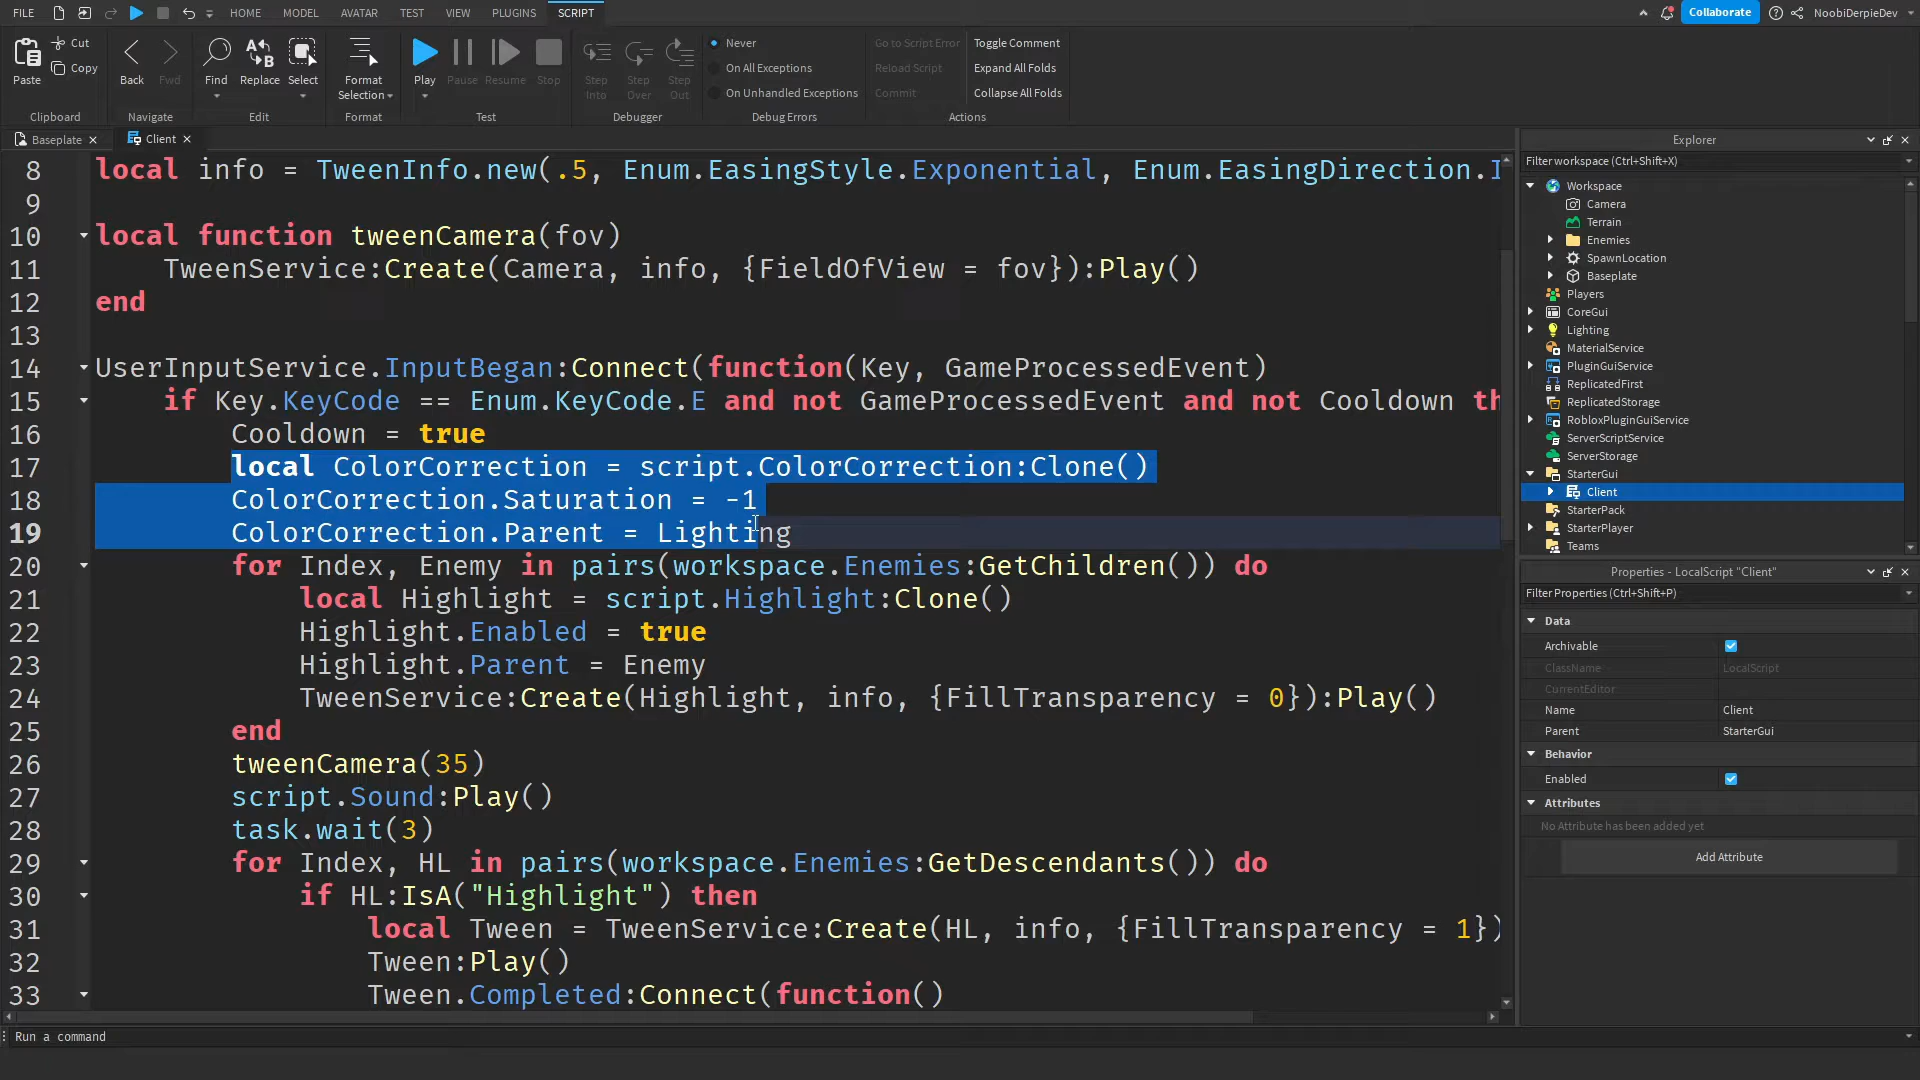 FILE HOME MODEL AVATAR TEST VIEW PLUGINS SCRIPT Collaborate NoobiDerpieDev
Paste Cut Copy Back Fwd Find Replace Select Format Selection Play Pause Resume Stop Step Into Step Over Step Out
Never Go to Script Error Toggle Comment
On All Exceptions Reload Script Expand All Folds
On Unhandled Exceptions Commit Collapse All Folds
Clipboard Navigate Edit Format Test Debugger Debug Errors Actions
Baseplate Client
8 local info = TweenInfo.new(.5, Enum.EasingStyle.Exponential, Enum.EasingDirection.I
9
10 local function tweenCamera(fov)
11 TweenService:Create(Camera, info, {FieldOfView = fov}):Play()
12 end
13
14 UserInputService.InputBegan:Connect(function(Key, GameProcessedEvent)
15 if Key.KeyCode == Enum.KeyCode.E and not GameProcessedEvent and not Cooldown th
16 Cooldown = true
17 local ColorCorrection = script.ColorCorrection:Clone()
18 ColorCorrection.Saturation = -1
19 ColorCorrection.Parent = Lighting
20 for Index, Enemy in pairs(workspace.Enemies:GetChildren()) do
21 local Highlight = script.Highlight:Clone()
22 Highlight.Enabled = true
23 Highlight.Parent = Enemy
24 TweenService:Create(Highlight, info, {FillTransparency = 0}):Play()
25 end
26 tweenCamera(35)
27 script.Sound:Play()
28 task.wait(3)
29 for Index, HL in pairs(workspace.Enemies:GetDescendants()) do
30 if HL:IsA("Highlight") then
31 local Tween = TweenService:Create(HL, info, {FillTransparency = 1})
32 Tween:Play()
33 Tween.Completed:Connect(function()
Run a command
Explorer
Filter workspace (Ctrl+Shift+X)
Workspace
Camera
Terrain
Enemies
SpawnLocation
Baseplate
Players
CoreGui
Lighting
MaterialService
PluginGuiService
ReplicatedFirst
ReplicatedStorage
RobloxPluginGuiService
ServerScriptService
ServerStorage
StarterGui
Client
StarterPack
StarterPlayer
Teams
Properties - LocalScript "Client"
Filter Properties (Ctrl+Shift+P)
Data
Archivable
ClassName LocalScript
CurrentEditor
Name Client
Parent StarterGui
Behavior
Enabled
Attributes
No Attribute has been added yet
Add Attribute